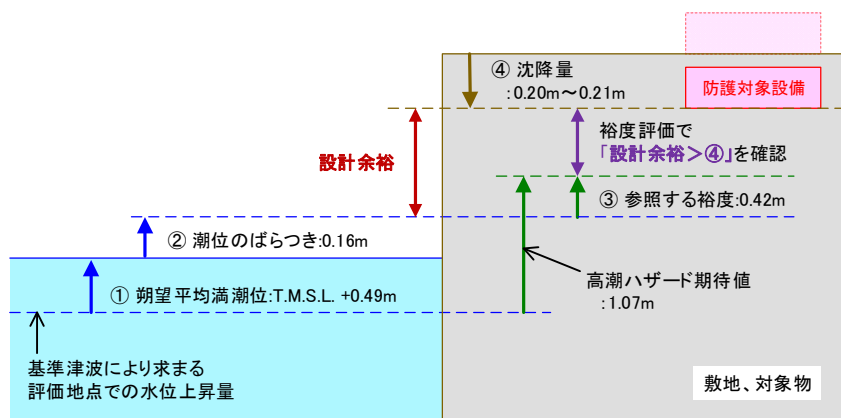 ④ 沈降量
:0.20m～0.21m
防護対象設備
設計余裕
裕度評価で
「設計余裕＞④」を確認
③ 参照する裕度:0.42m
② 潮位のばらつき:0.16m
① 朔望平均満潮位:T.M.S.L. +0.49m
高潮ハザード期待値
:1.07m
基準津波により求まる
評価地点での水位上昇量
敷地、対象物